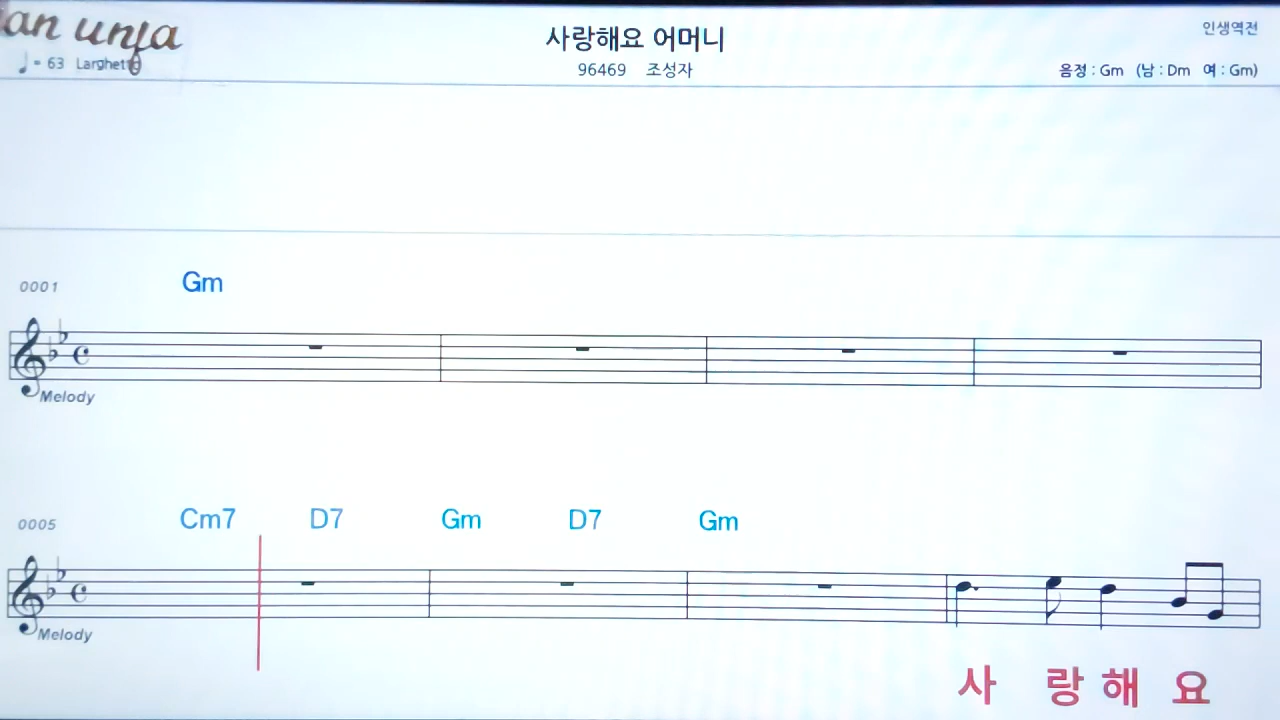 an unja
사랑해요 어머니
인생역전
♩ = 63 Larghetto
96469 조성자
음정 : Gm (남 : Dm 여 : Gm)
0001 Gm
Melody
0005 Cm7 D7 Gm D7 Gm
Melody
사 랑 해 요